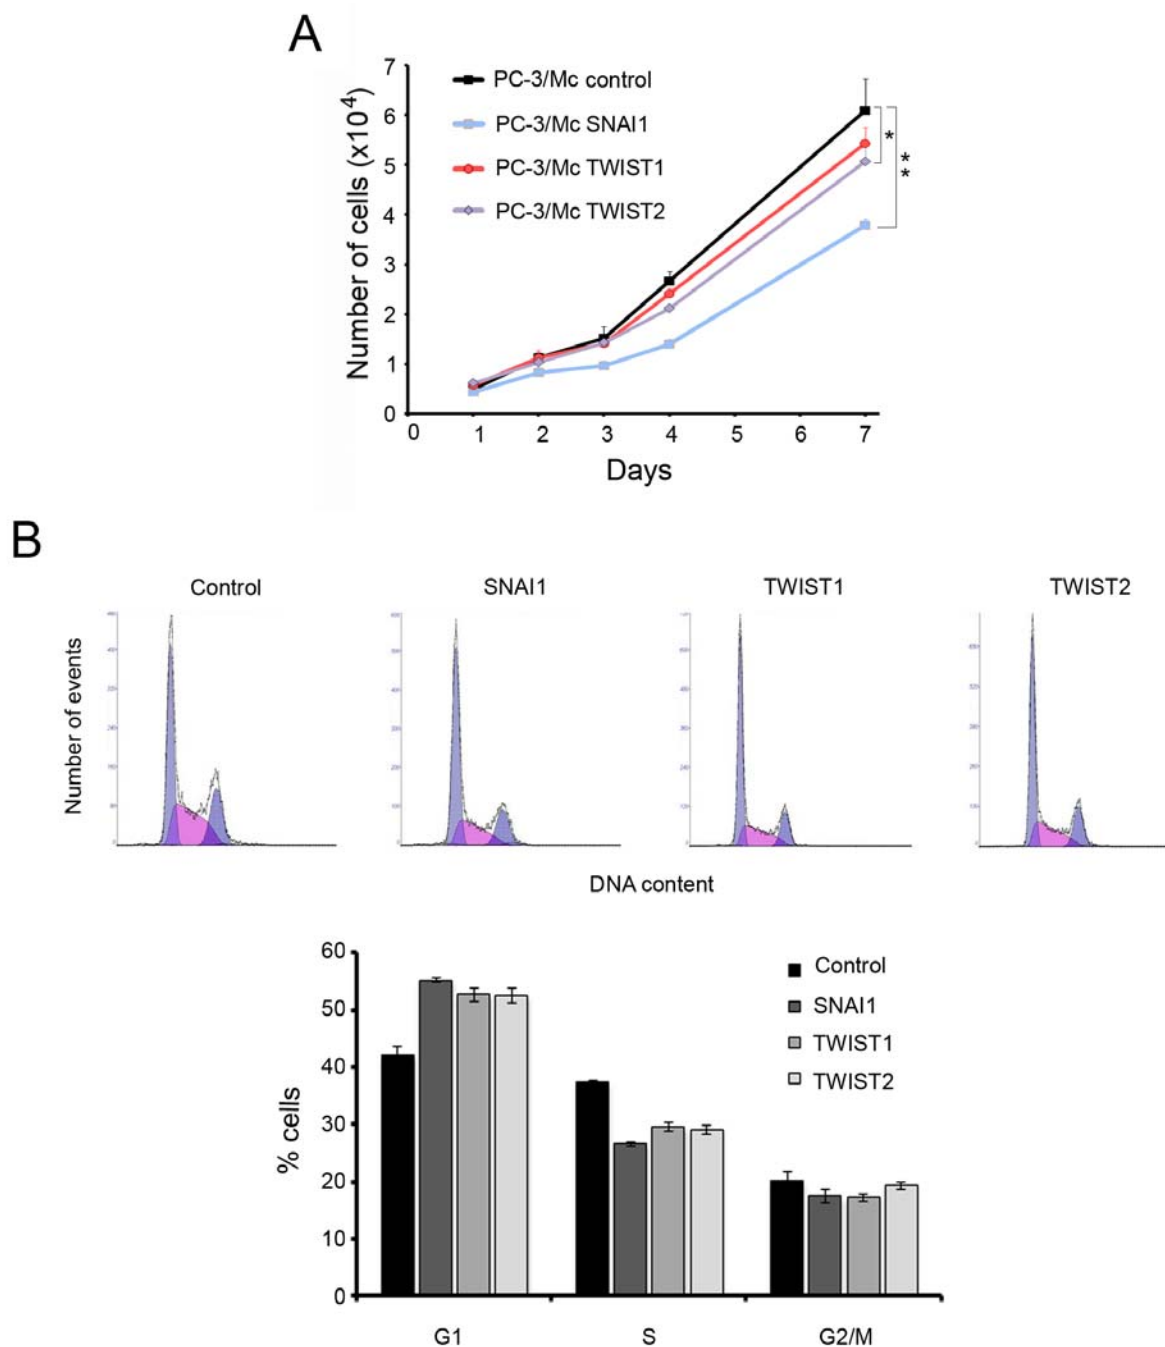 A
7
6
5
4
3
2
1
0
Number of cells (x10⁴)
PC-3/Mc control
PC-3/Mc SNAI1
PC-3/Mc TWIST1
PC-3/Mc TWIST2
*
**
0 1 2 3 4 5 6 7
Days
B
Control SNAI1 TWIST1 TWIST2
Number of events
DNA content
60
50
40
30
20
10
0
% cells
Control
SNAI1
TWIST1
TWIST2
G1 S G2/M